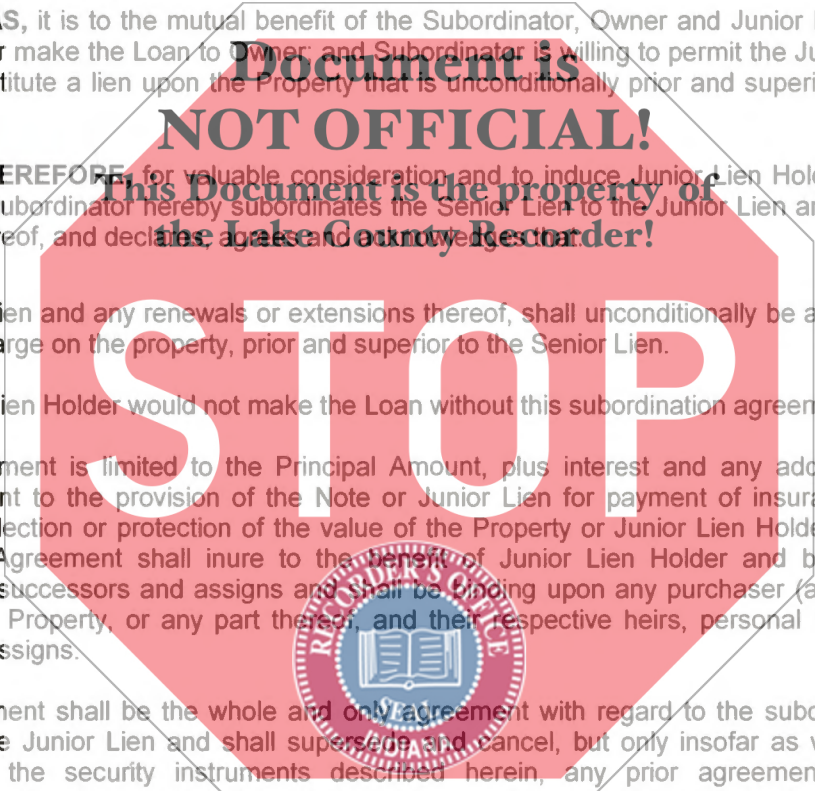 AS, it is to the mutual benefit of the Subordinator, Owner and Junior
r make the Loan to Owner; and Subordinator is willing to permit the Ju
titute a lien upon the Property that is unconditionally prior and superi
Document is
NOT OFFICIAL!
This Document is the property of
the Lake County Recorder!
EREFORE, for valuable consideration and to induce Junior Lien Hol
ubordinator hereby subordinates the Senior Lien to the Junior Lien a
eof, and declares, agrees and acknowledges that:
ien and any renewals or extensions thereof, shall unconditionally be a
arge on the property, prior and superior to the Senior Lien.
STOP
ien Holder would not make the Loan without this subordination agreem
ment is limited to the Principal Amount, plus interest and any adc
nt to the provision of the Note or Junior Lien for payment of insura
lection or protection of the value of the Property or Junior Lien Holde
Agreement shall inure to the benefit of Junior Lien Holder and b
successors and assigns and shall be binding upon any purchaser (a
Property, or any part thereof, and their respective heirs, personal
ssigns.
RECORDER'S OFFICE
SEAL
INDIANA
nent shall be the whole and only agreement with regard to the subo
e Junior Lien and shall supersede and cancel, but only insofar as
the security instruments described herein, any prior agreemen